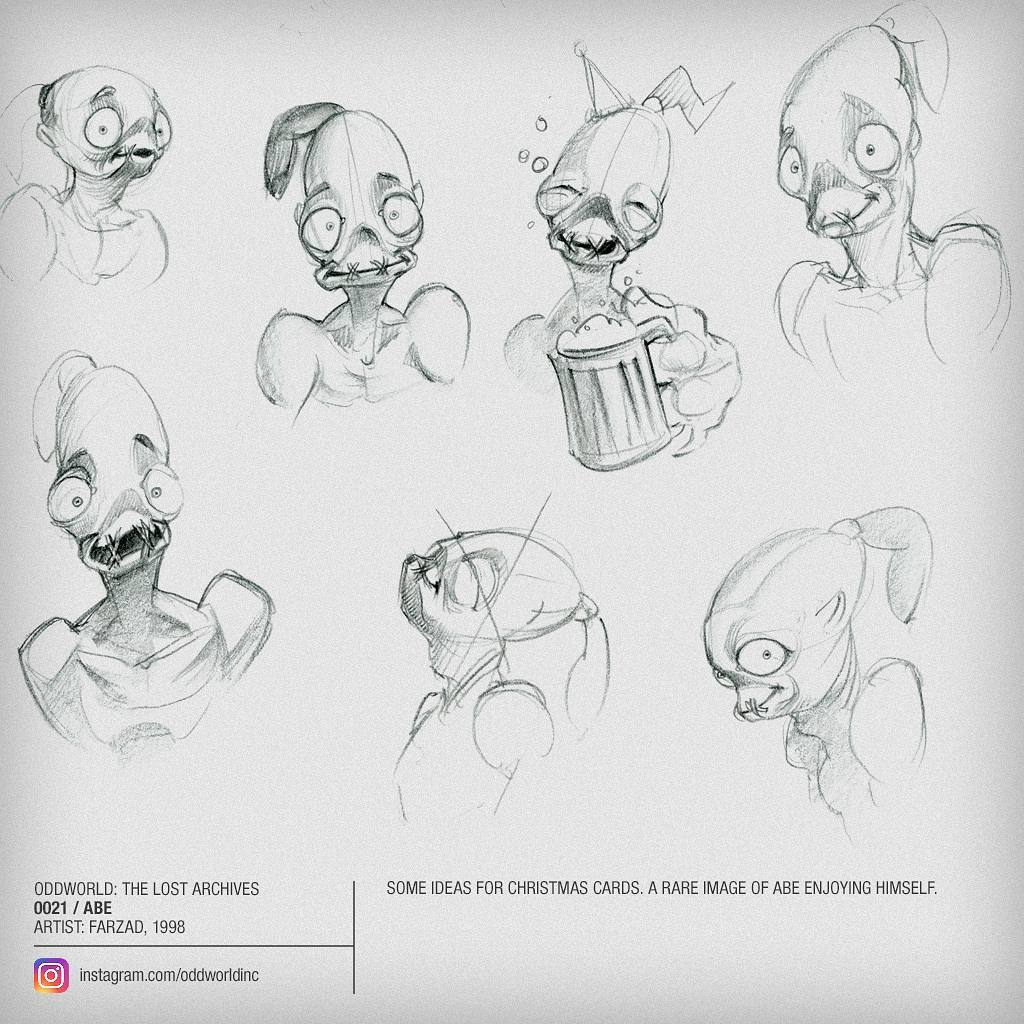 ODDWORLD: THE LOST ARCHIVES
0021 / ABE
ARTIST: FARZAD, 1998
instagram.com/oddworldinc
SOME IDEAS FOR CHRISTMAS CARDS. A RARE IMAGE OF ABE ENJOYING HIMSELF.